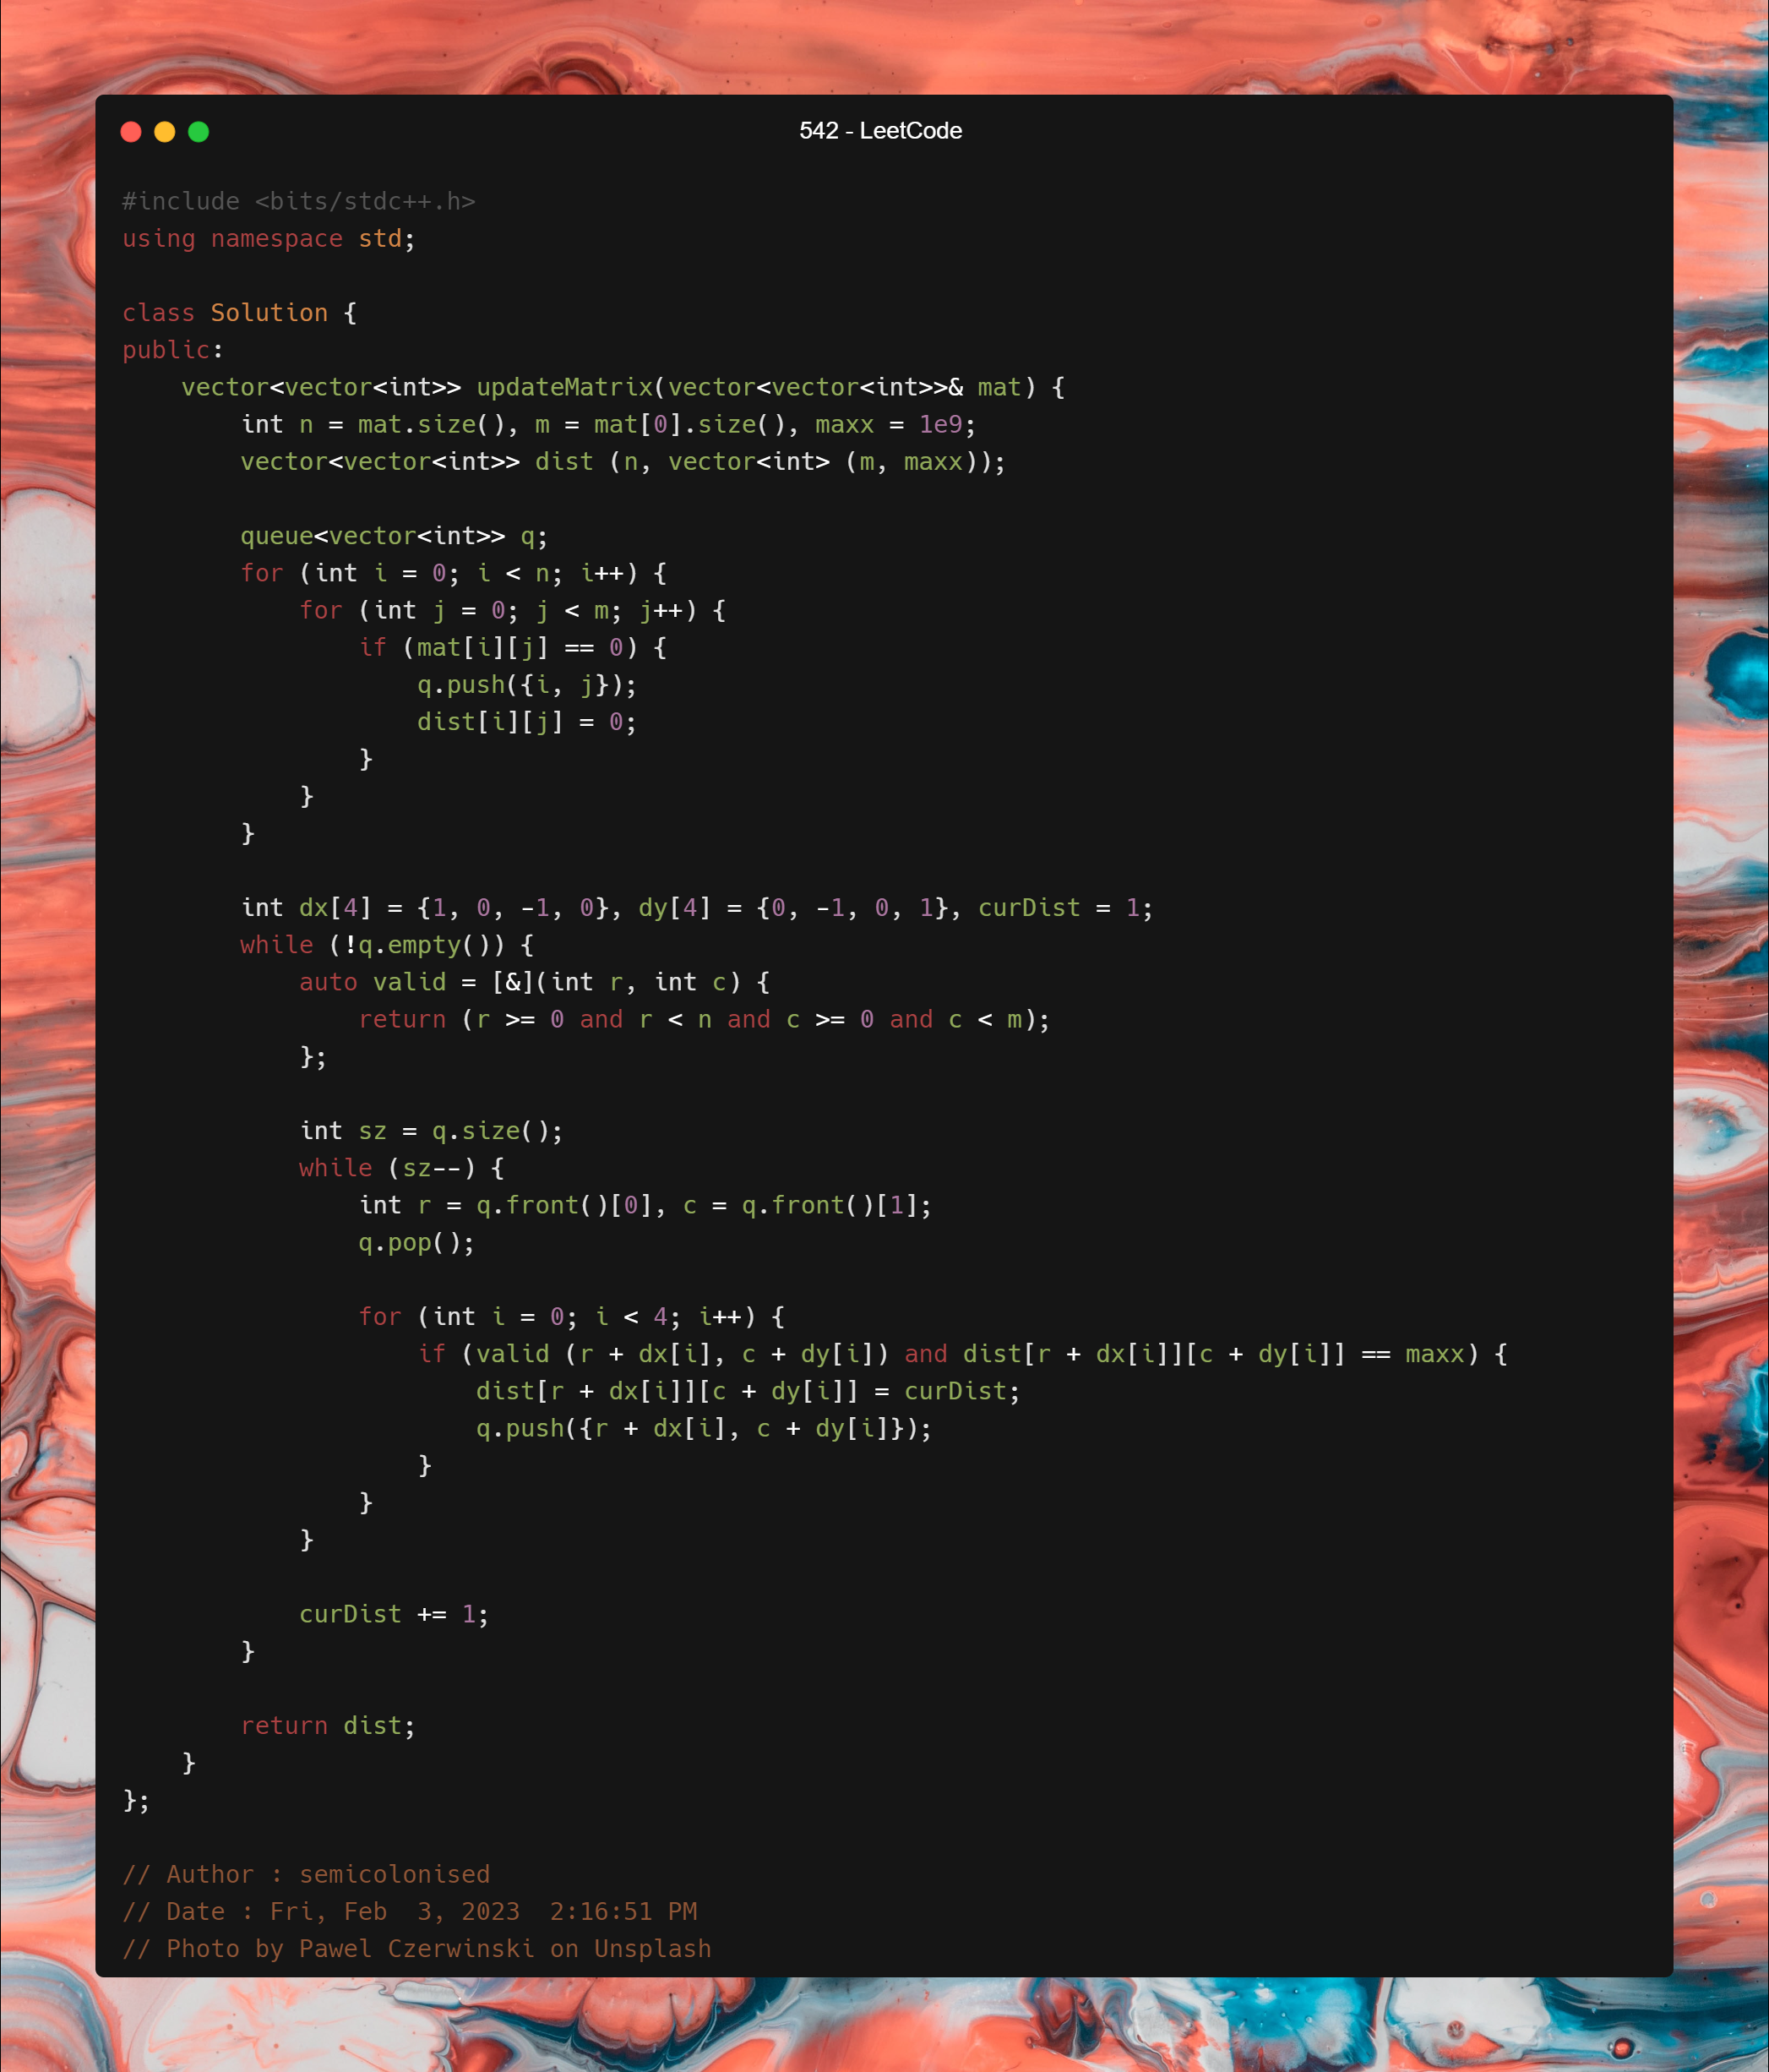 542 - LeetCode
#include <bits/stdc++.h>
using namespace std;
class Solution {
public:
    vector<vector<int>> updateMatrix(vector<vector<int>>& mat) {
        int n = mat.size(), m = mat[0].size(), maxx = 1e9;
        vector<vector<int>> dist (n, vector<int> (m, maxx));
        queue<vector<int>> q;
        for (int i = 0; i < n; i++) {
            for (int j = 0; j < m; j++) {
                if (mat[i][j] == 0) {
                    q.push({i, j});
                    dist[i][j] = 0;
                }
            }
        }
        int dx[4] = {1, 0, -1, 0}, dy[4] = {0, -1, 0, 1}, curDist = 1;
        while (!q.empty()) {
            auto valid = [&](int r, int c) {
                return (r >= 0 and r < n and c >= 0 and c < m);
            };
            int sz = q.size();
            while (sz--) {
                int r = q.front()[0], c = q.front()[1];
                q.pop();
                for (int i = 0; i < 4; i++) {
                    if (valid (r + dx[i], c + dy[i]) and dist[r + dx[i]][c + dy[i]] == maxx) {
                        dist[r + dx[i]][c + dy[i]] = curDist;
                        q.push({r + dx[i], c + dy[i]});
                    }
                }
            }
            curDist += 1;
        }
        return dist;
    }
};
// Author : semicolonised
// Date : Fri, Feb  3, 2023  2:16:51 PM
// Photo by Pawel Czerwinski on Unsplash